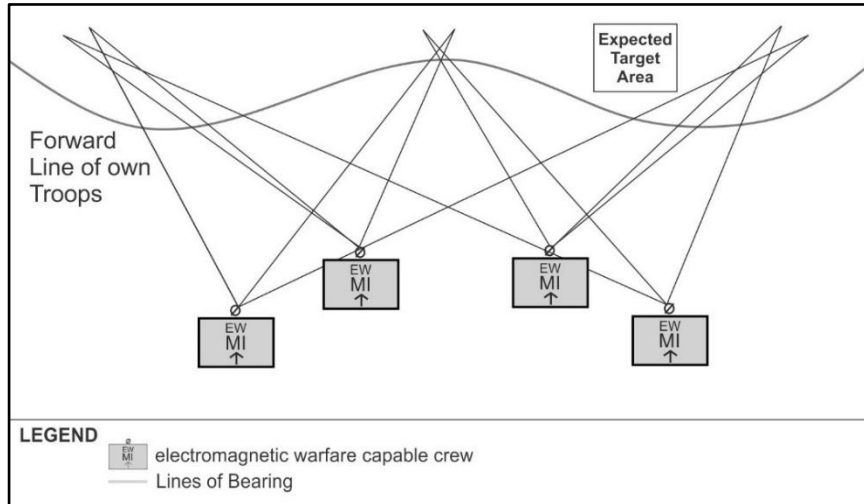 Expected
Target
Area
Forward
Line of own
Troops
EW
MI
EW
MI
EW
MI
EW
MI
LEGEND
EW
MI
electromagnetic warfare capable crew
Lines of Bearing